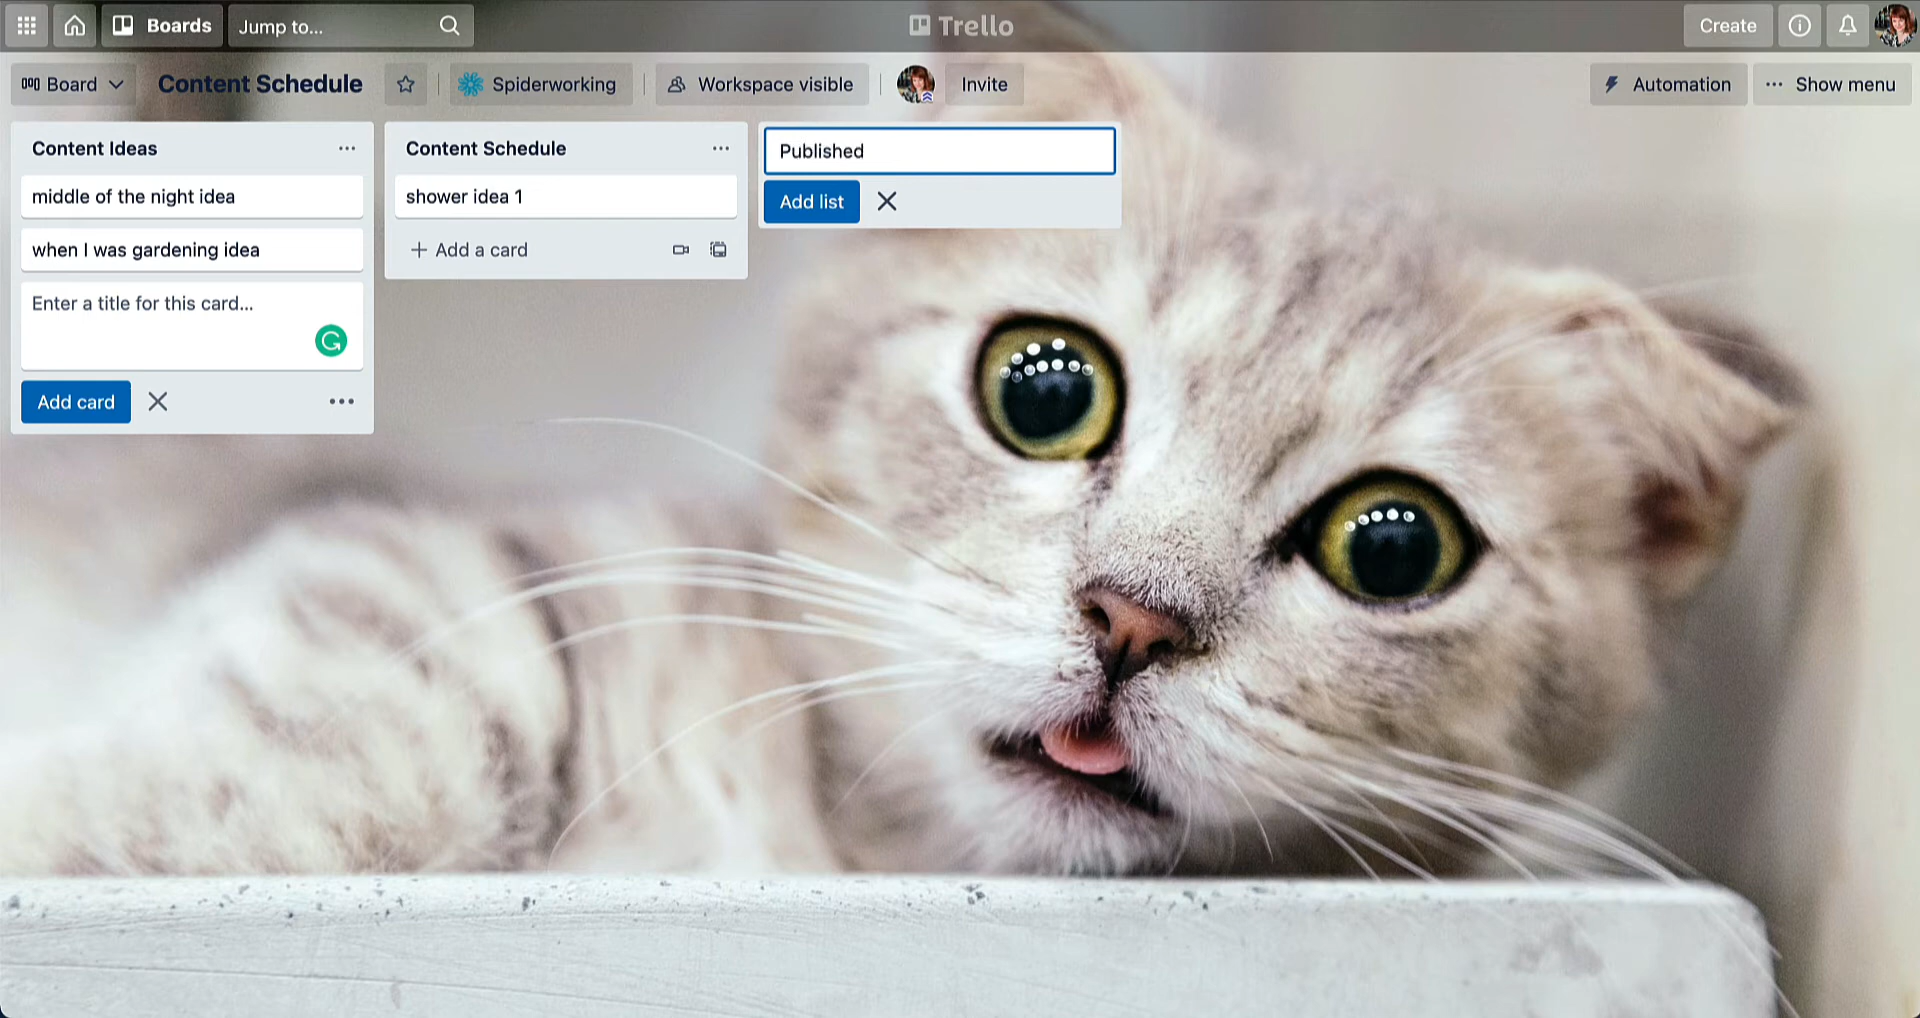 Boards
Jump to...
Trello
Create
Board
Content Schedule
Spiderworking
Workspace visible
Invite
Automation
Show menu
Content Ideas
middle of the night idea
when I was gardening idea
Enter a title for this card...
Add card
Content Schedule
shower idea 1
Add a card
Published
Add list